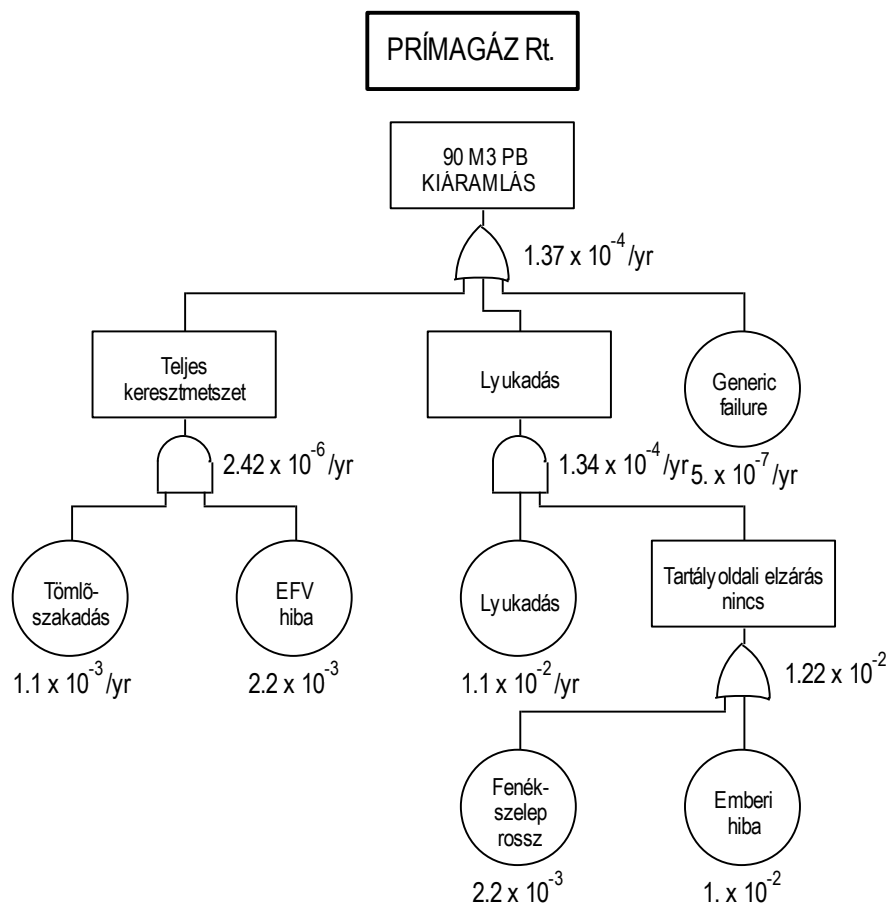 PRÍMAGÁZ Rt.
90 M3 PB
KIÁRAMLÁS
1.37 x 10⁻⁴ /yr
Teljes
keresztmetszet
Lyukadás
Generic
failure
2.42 x 10⁻⁶ /yr
1.34 x 10⁻⁴ /yr
5. x 10⁻⁷ /yr
Tömlõ-
szakadás
EFV
hiba
Lyukadás
Tartályoldali elzárás
nincs
1.1 x 10⁻³ /yr
2.2 x 10⁻³
1.1 x 10⁻² /yr
1.22 x 10⁻²
Fenék-
szelep
rossz
Emberi
hiba
2.2 x 10⁻³
1. x 10⁻²